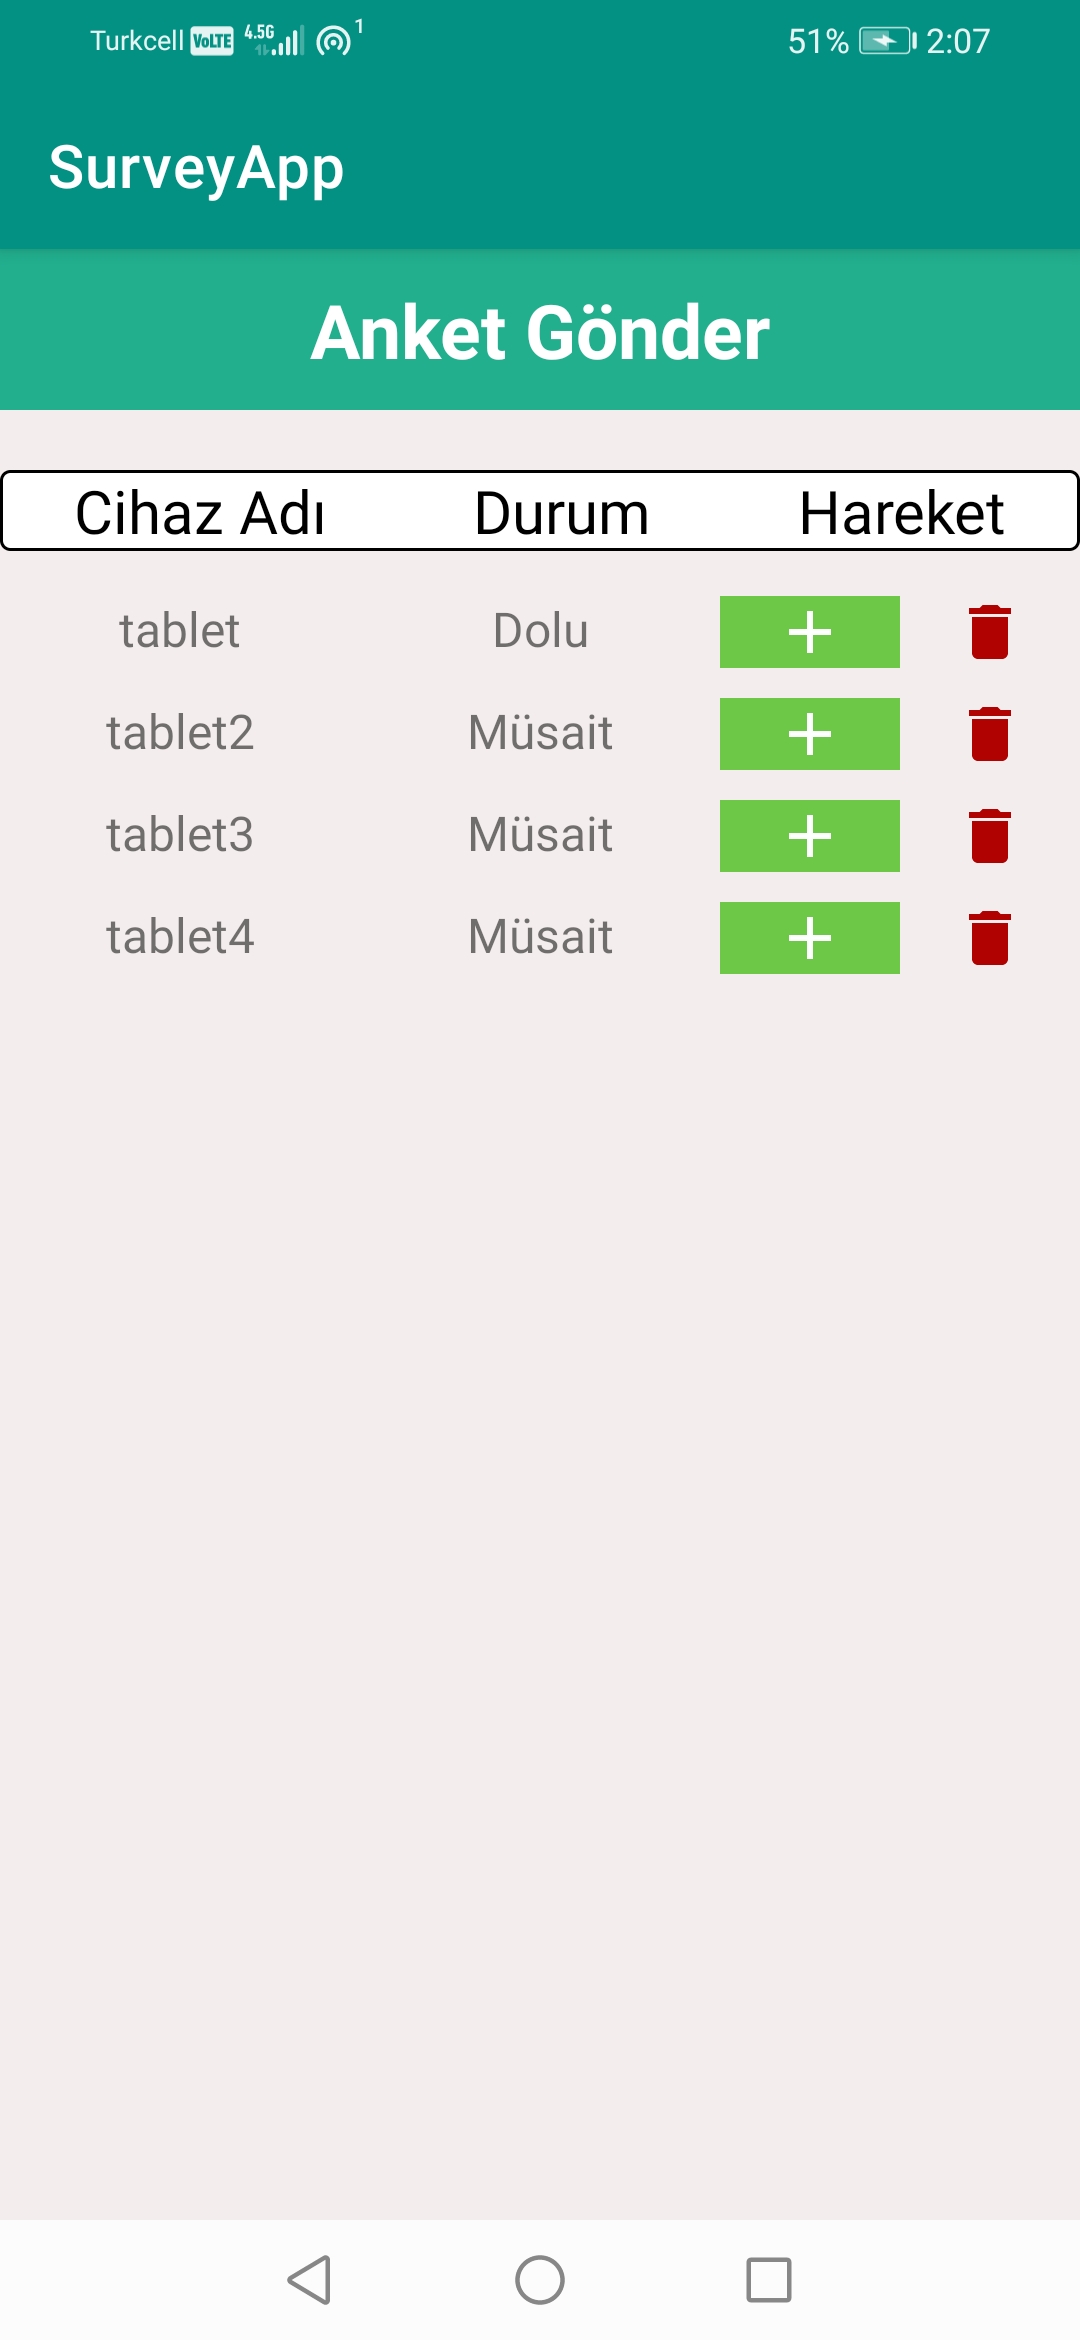 Turkcell VoLTE 4.5G 1 51% 2:07
SurveyApp
Anket Gönder
Cihaz Adı Durum Hareket
tablet Dolu
tablet2 Müsait
tablet3 Müsait
tablet4 Müsait